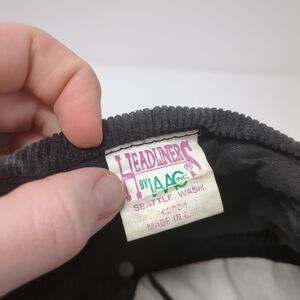 HEADLINERS®
BY IAAC INC.
SEATTLE, WASH.
MADE IN